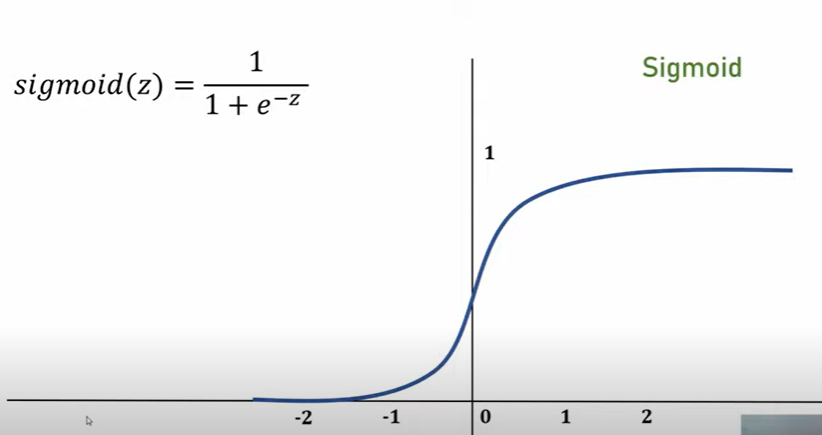 sigmoid(z) = 1 / (1 + e^{-z})
Sigmoid
1
-2 -1 0 1 2